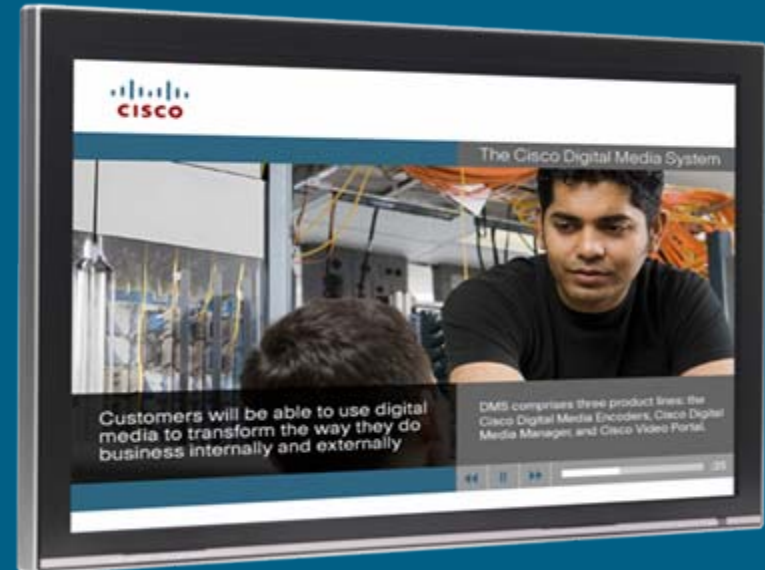 CISCO
The Cisco Digital Media System
Customers will be able to use digital
media to transform the way they do
business internally and externally
DMS comprises three product lines: the
Cisco Digital Media Encoders, Cisco Digital
Media Manager, and Cisco Video Portal.
:35